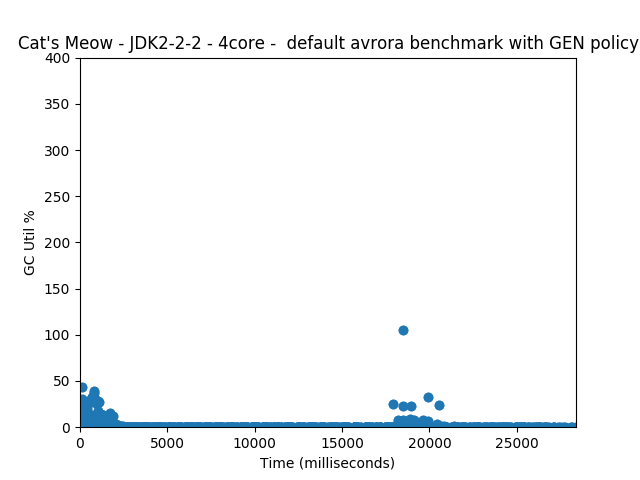 Cat's Meow - JDK2-2-2 - 4core -  default avrora benchmark with GEN policy
400
350
300
250
200
150
100
50
0
GC Util %
0 5000 10000 15000 20000 25000
Time (milliseconds)